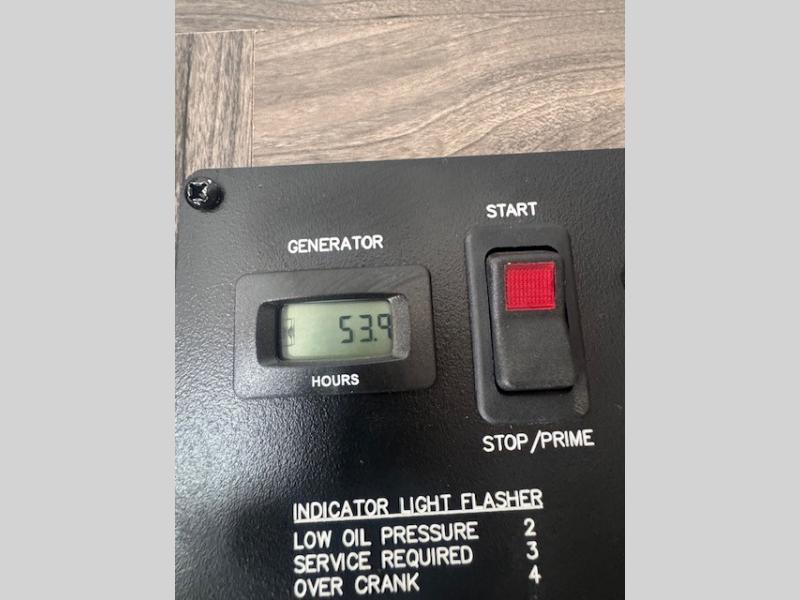 GENERATOR
53.9
HOURS
START
STOP/PRIME
INDICATOR LIGHT FLASHER
LOW OIL PRESSURE 2
SERVICE REQUIRED 3
OVER CRANK 4